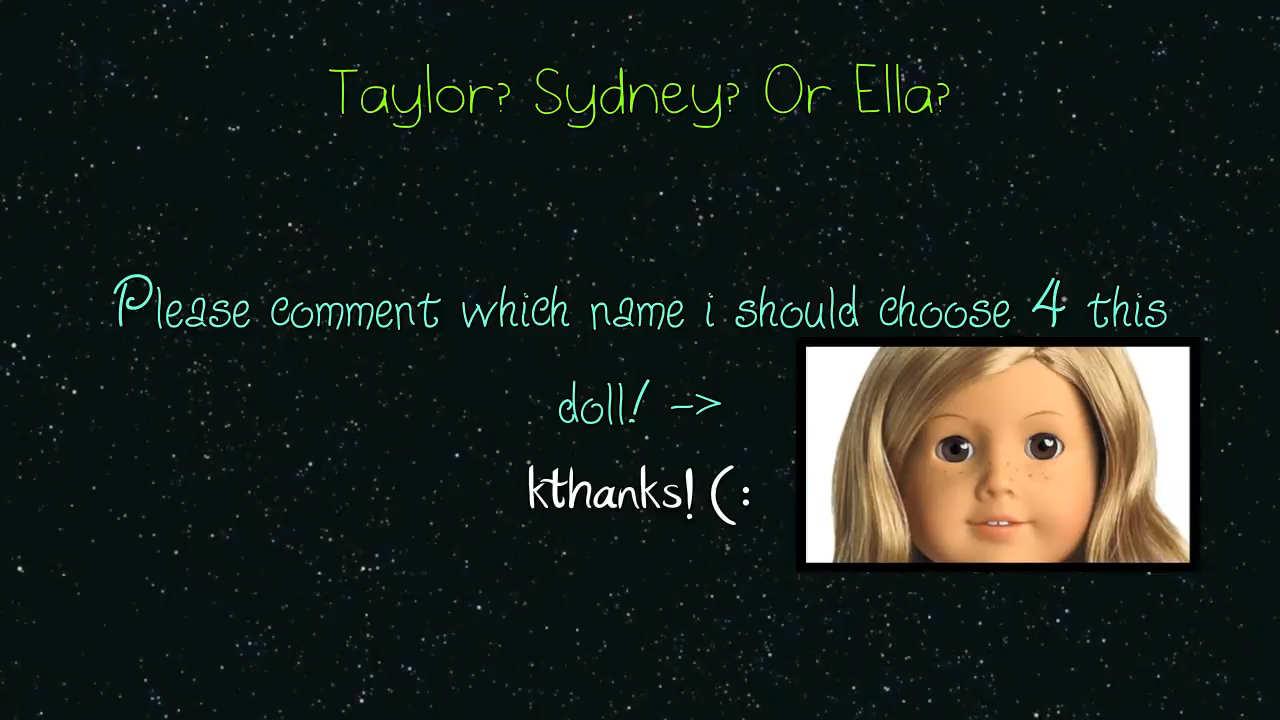 Taylor? Sydney? Or Ella?
Please comment which name i should choose 4 this
doll! ->
kthanks! (: